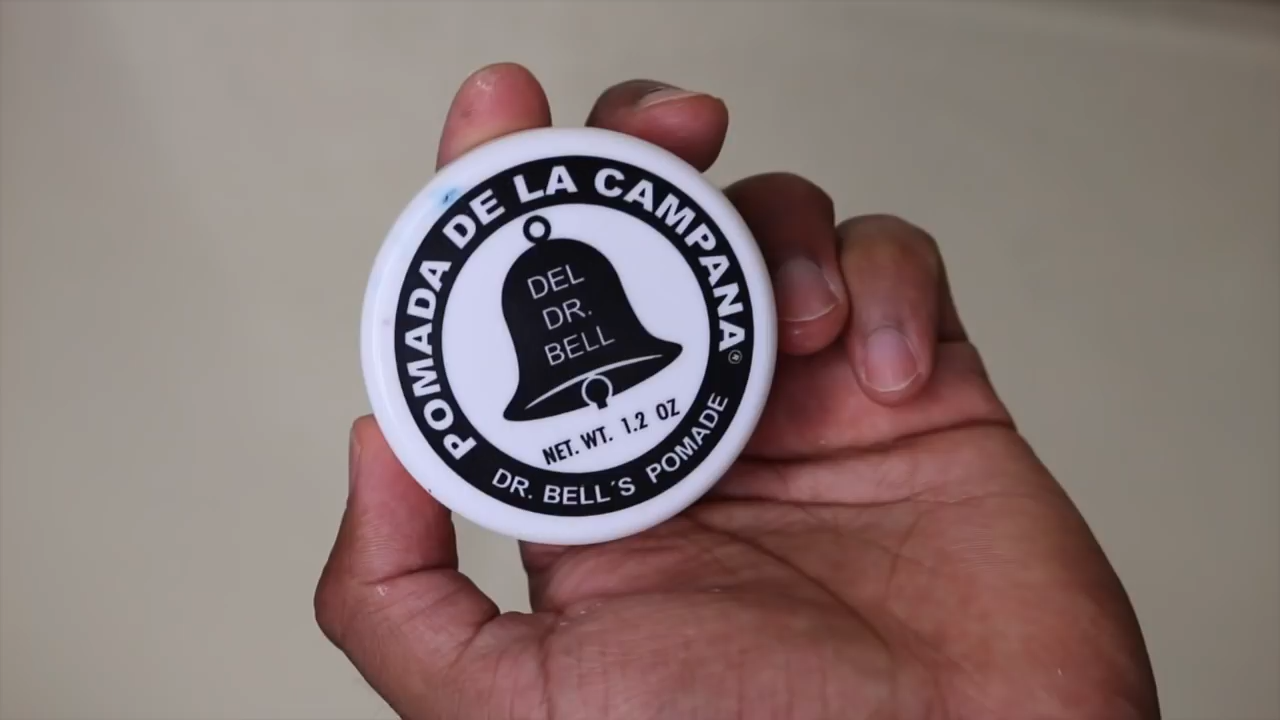 POMADA DE LA CAMPANA®
DEL
DR.
BELL
NET. WT. 1.2 OZ
DR. BELL´S POMADE